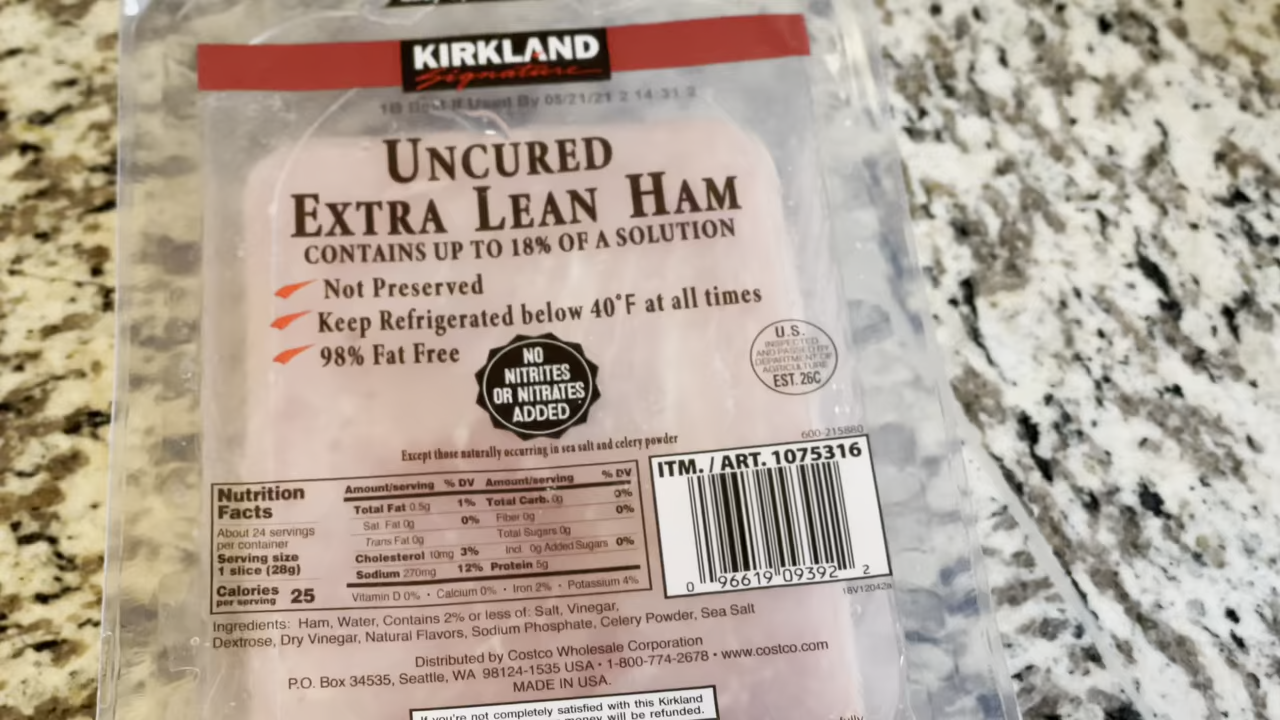 KIRKLAND
Signature
1B Best If Used By 05/21/21 2 14:31 2
UNCURED
EXTRA LEAN HAM
CONTAINS UP TO 18% OF A SOLUTION
Not Preserved
Keep Refrigerated below 40°F at all times
98% Fat Free
NO
NITRITES
OR NITRATES
ADDED
U.S.
INSPECTED
AND PASSED BY
DEPARTMENT OF
AGRICULTURE
EST. 26C
Except those naturally occurring in sea salt and celery powder
600-215880
ITM. / ART. 1075316
0 96619 09392 2
18V12042a
Nutrition
Facts
About 24 servings
per container
Serving size
1 slice (28g)
Calories
per serving 25
Amount/serving % DV Amount/serving % DV
Total Fat 0.5g 1% Total Carb. 0g 0%
Sat. Fat 0g 0% Fiber 0g 0%
Trans Fat 0g Total Sugars 0g
Cholesterol 10mg 3% Incl. 0g Added Sugars 0%
Sodium 270mg 12% Protein 5g
Vitamin D 0% • Calcium 0% • Iron 2% • Potassium 4%
Ingredients: Ham, Water, Contains 2% or less of: Salt, Vinegar,
Dextrose, Dry Vinegar, Natural Flavors, Sodium Phosphate, Celery Powder, Sea Salt
Distributed by Costco Wholesale Corporation
P.O. Box 34535, Seattle, WA 98124-1535 USA • 1-800-774-2678 • www.costco.com
MADE IN USA.
If you're not completely satisfied with this Kirkland
money will be refunded.